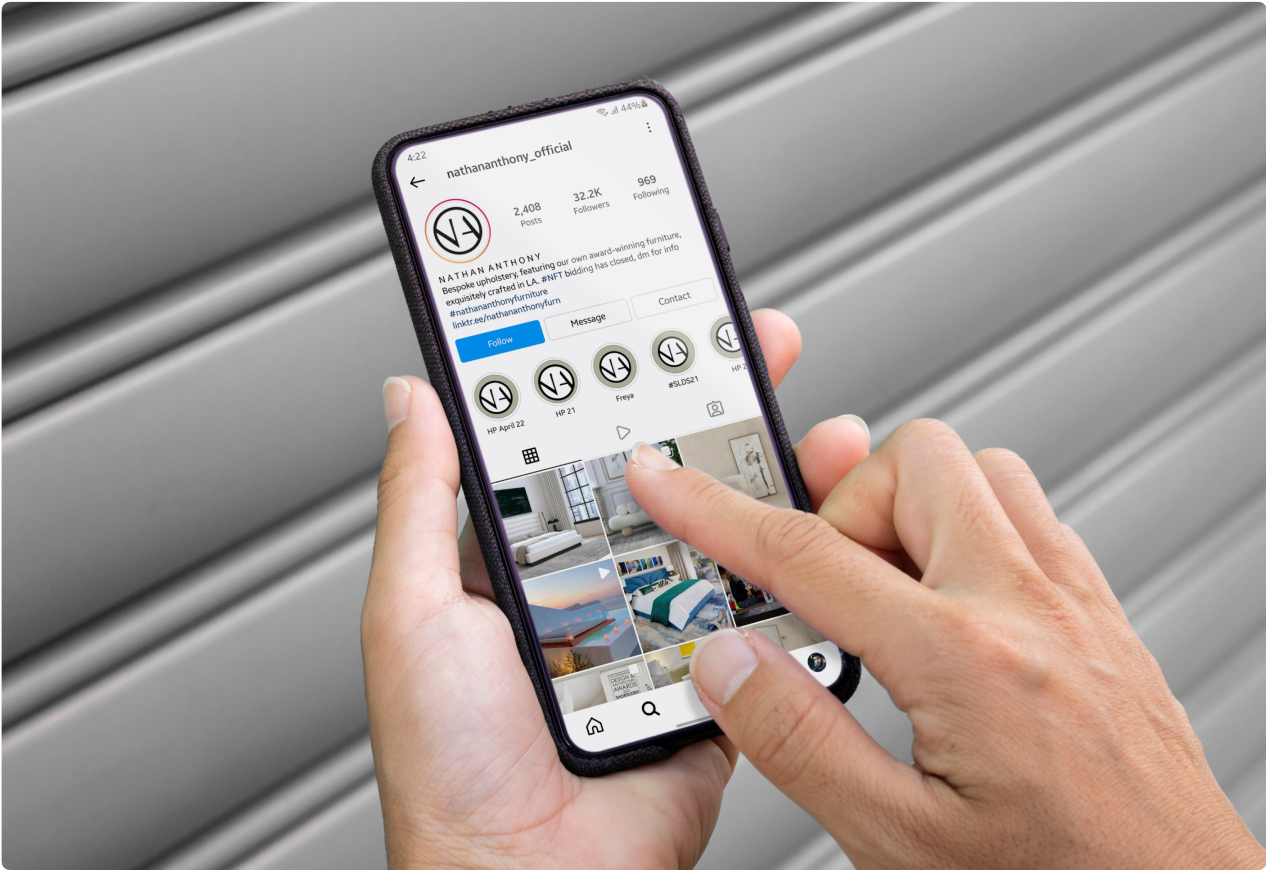 4:22
44%
nathananthony_official
2,408
Posts
32.2K
Followers
969
Following
NATHAN ANTHONY
Bespoke upholstery, featuring our own award-winning furniture,
exquisitely crafted in LA. #NFT bidding has closed, dm for info
#nathananthonyfurniture
linktr.ee/nathananthonyfurn
Follow
Message
Contact
HP April 22
HP 21
Freya
#SLDS21
HP 2
DESIGN &
AWARDS